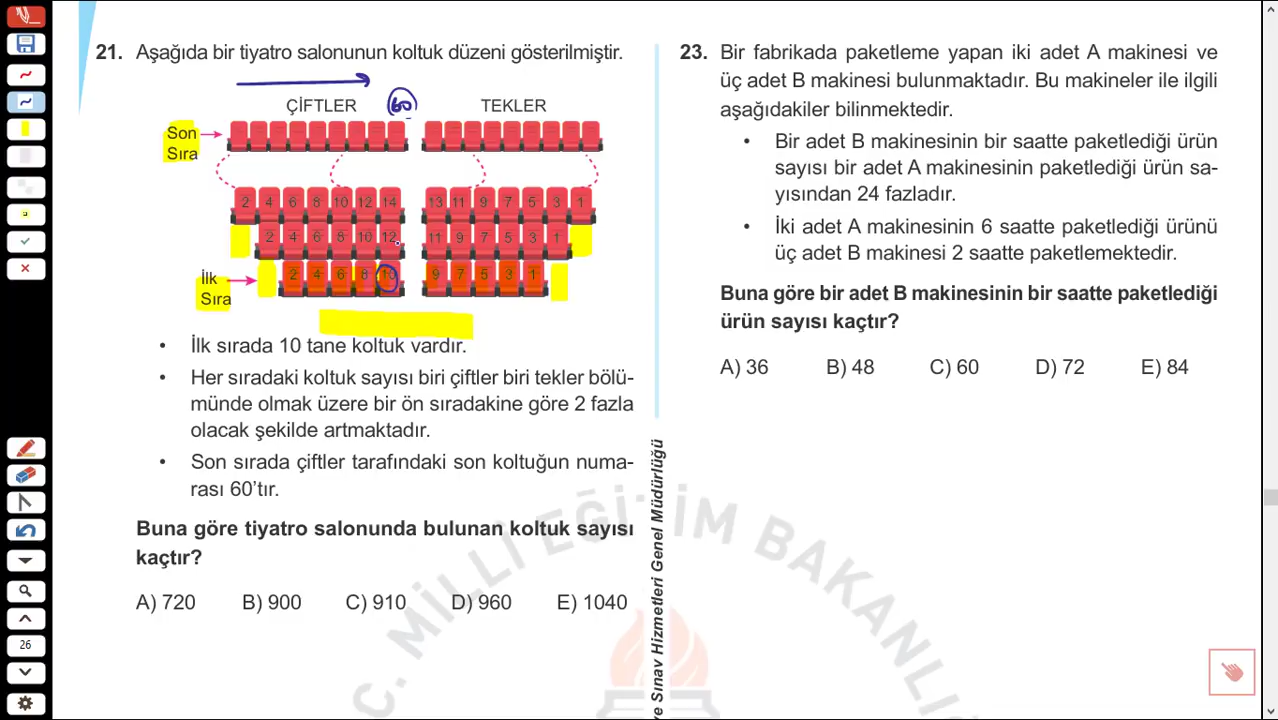 21. Aşağıda bir tiyatro salonunun koltuk düzeni gösterilmiştir.
ÇİFTLER 60 TEKLER
Son
Sıra
2 4 6 8 10 12 14 13 11 9 7 5 3 1
2 4 6 8 10 12 11 9 7 5 3 1
İlk
Sıra
2 4 6 8 10 9 7 5 3 1
• İlk sırada 10 tane koltuk vardır.
• Her sıradaki koltuk sayısı biri çiftler biri tekler bölü-
münde olmak üzere bir ön sıradakine göre 2 fazla
olacak şekilde artmaktadır.
• Son sırada çiftler tarafındaki son koltuğun numa-
rası 60'tır.
Buna göre tiyatro salonunda bulunan koltuk sayısı
kaçtır?
A) 720 B) 900 C) 910 D) 960 E) 1040
23. Bir fabrikada paketleme yapan iki adet A makinesi ve
üç adet B makinesi bulunmaktadır. Bu makineler ile ilgili
aşağıdakiler bilinmektedir.
• Bir adet B makinesinin bir saatte paketlediği ürün
sayısı bir adet A makinesinin paketlediği ürün sa-
yısından 24 fazladır.
• İki adet A makinesinin 6 saatte paketlediği ürünü
üç adet B makinesi 2 saatte paketlemektedir.
Buna göre bir adet B makinesinin bir saatte paketlediği
ürün sayısı kaçtır?
A) 36 B) 48 C) 60 D) 72 E) 84
ve Sınav Hizmetleri Genel Müdürlüğü
C. MİLLİ EĞİTİM BAKANLIĞ
26